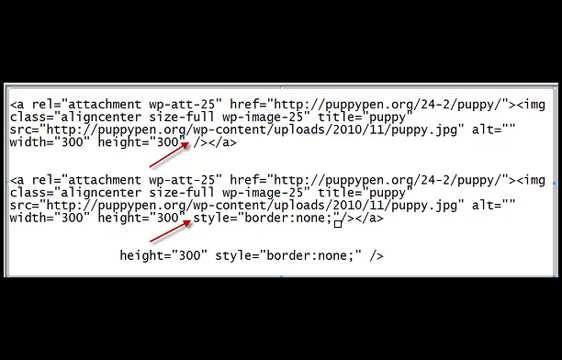 <a rel="attachment wp-att-25" href="http://puppypen.org/24-2/puppy/"><img
class="aligncenter size-full wp-image-25" title="puppy"
src="http://puppypen.org/wp-content/uploads/2010/11/puppy.jpg" alt=""
width="300" height="300" /></a>
<a rel="attachment wp-att-25" href="http://puppypen.org/24-2/puppy/"><img
class="aligncenter size-full wp-image-25" title="puppy"
src="http://puppypen.org/wp-content/uploads/2010/11/puppy.jpg" alt=""
width="300" height="300" style="border:none;"/></a>
height="300" style="border:none;" />